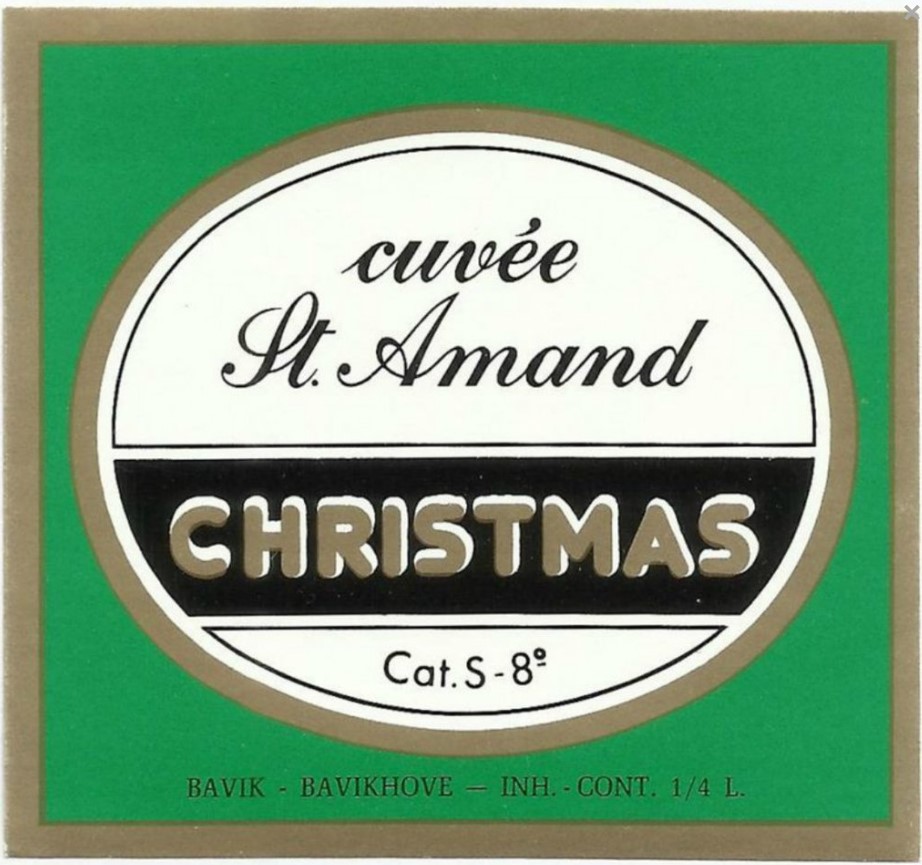 cuvée
St. Amand
CHRISTMAS
Cat. S - 8º
BAVIK - BAVIKHOVE — INH. - CONT. 1/4 L.